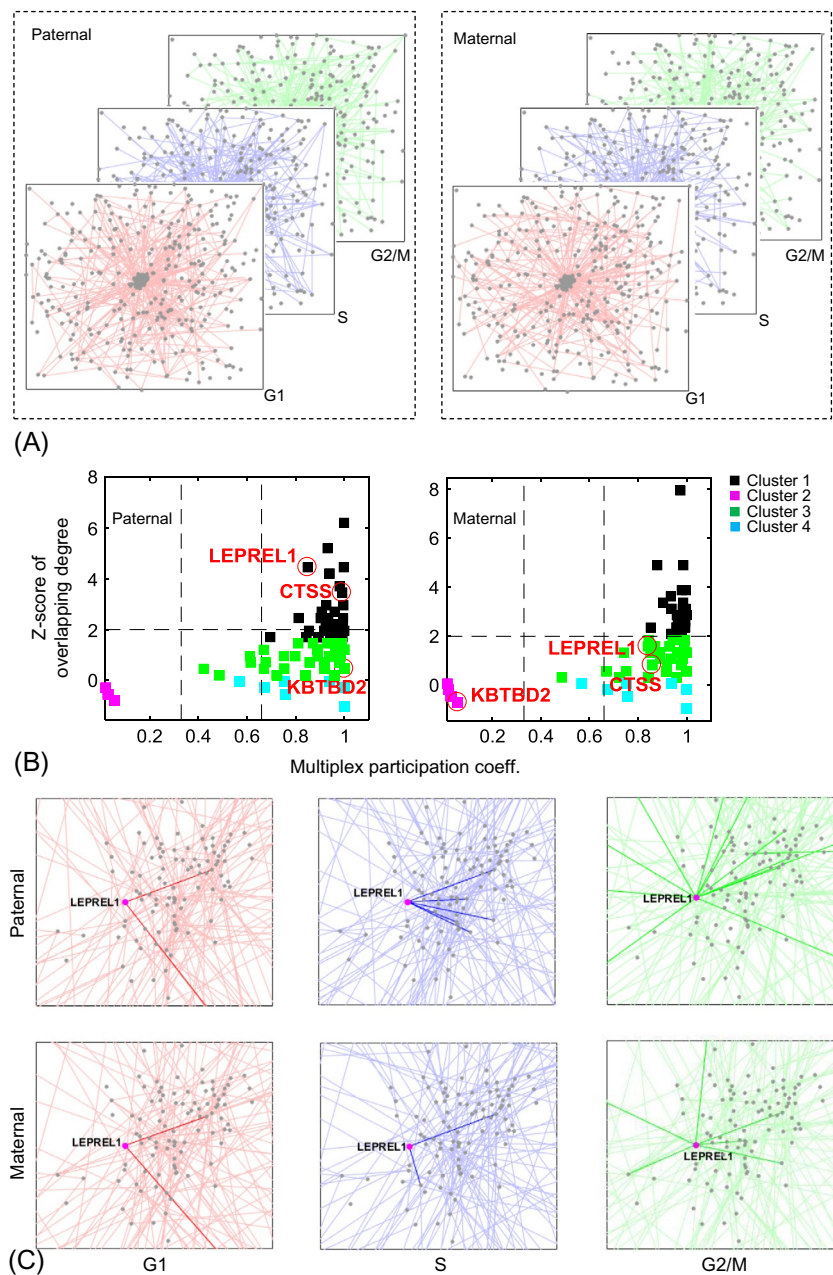 Paternal
G2/M
S
G1
Maternal
G2/M
S
G1
(A)
8
6
4
2
0
0.2
0.4
0.6
0.8
1
Z-score of
overlapping degree
Paternal
LEPREL1
CTSS
KBTBD2
8
6
4
2
0
0.2
0.4
0.6
0.8
1
Maternal
LEPREL1
CTSS
KBTBD2
Cluster 1
Cluster 2
Cluster 3
Cluster 4
(B)
Multiplex participation coeff.
Paternal
LEPREL1
LEPREL1
LEPREL1
Maternal
LEPREL1
LEPREL1
LEPREL1
(C)
G1
S
G2/M